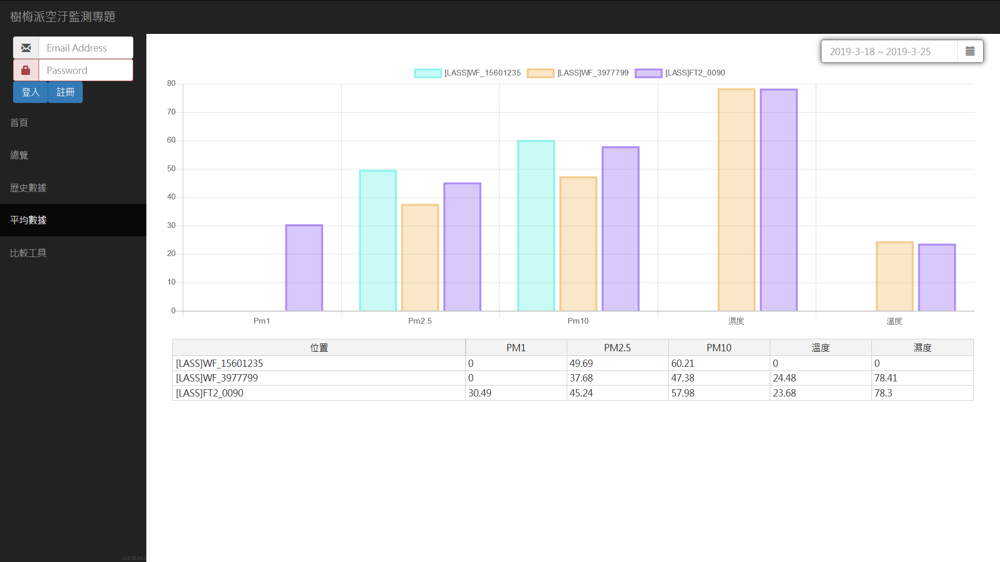 樹梅派空汙監測專題
Email Address
Password
登入 註冊
首頁
總覽
歷史數據
平均數據
比較工具
v18.06.14.3
2019-3-18 ~ 2019-3-25
[LASS]WF_15601235 [LASS]WF_3977799 [LASS]FT2_0090
80
70
60
50
40
30
20
10
0
Pm1 Pm2.5 Pm10 濕度 溫度
位置 PM1 PM2.5 PM10 溫度 濕度
[LASS]WF_15601235 0 49.69 60.21 0 0
[LASS]WF_3977799 0 37.68 47.38 24.48 78.41
[LASS]FT2_0090 30.49 45.24 57.98 23.68 78.3